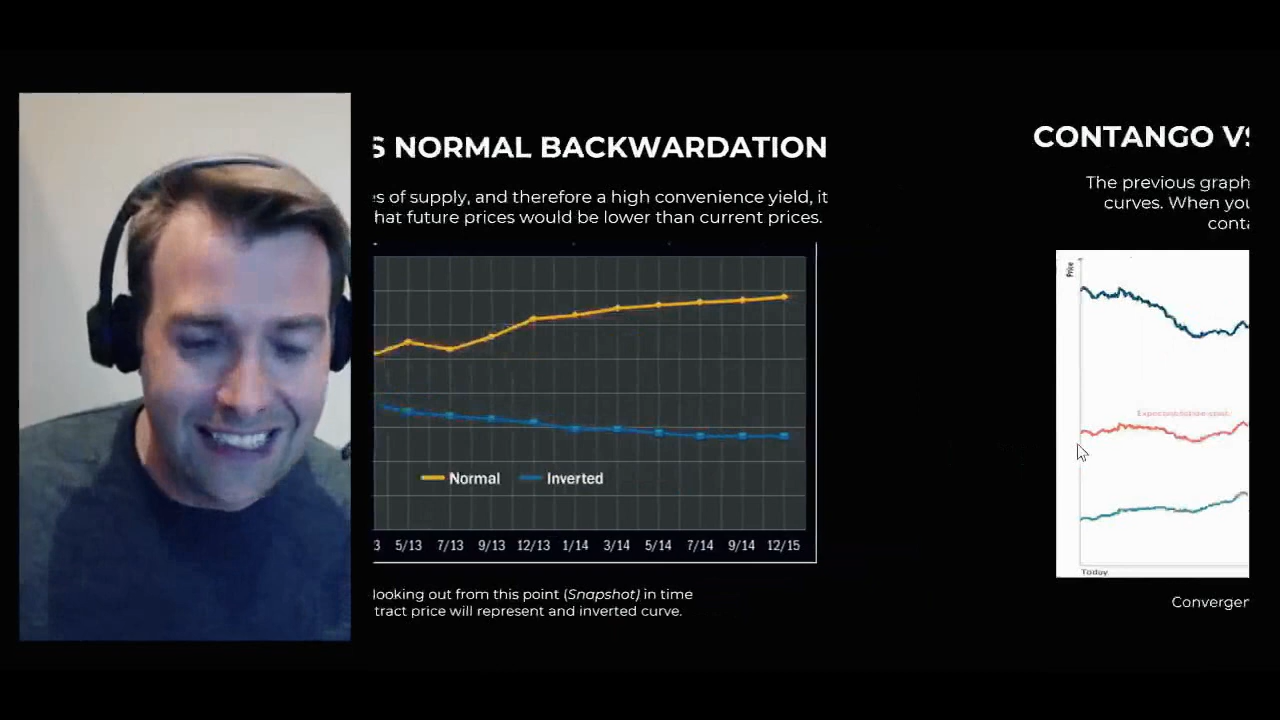 S NORMAL BACKWARDATION
es of supply, and therefore a high convenience yield, it
hat future prices would be lower than current prices.
Normal Inverted
3 5/13 7/13 9/13 12/13 1/14 3/14 5/14 7/14 9/14 12/15
looking out from this point (Snapshot) in time
tract price will represent and inverted curve.
CONTANGO VS
The previous graph
curves. When you
conta
Price
Today
Convergen